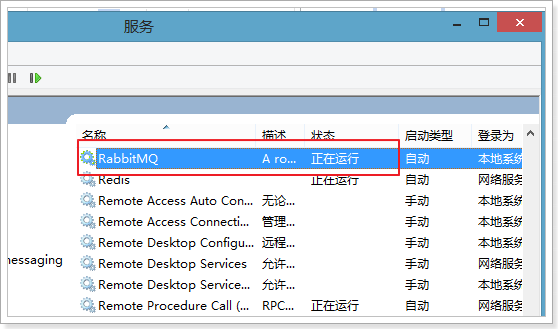 服务
名称 描述 状态 启动类型 登录为
RabbitMQ A ro... 正在运行 自动 本地系统
Redis 正在运行 自动 网络服务
Remote Access Auto Con... 无论... 手动 本地系统
Remote Access Connecti... 管理... 手动 本地系统
Remote Desktop Configu... 远程... 手动 本地系统
Remote Desktop Services 允许... 手动 网络服务
messaging
Remote Desktop Services ... 允许... 手动 本地系统
Remote Procedure Call (... RPC... 正在运行 自动 网络服务